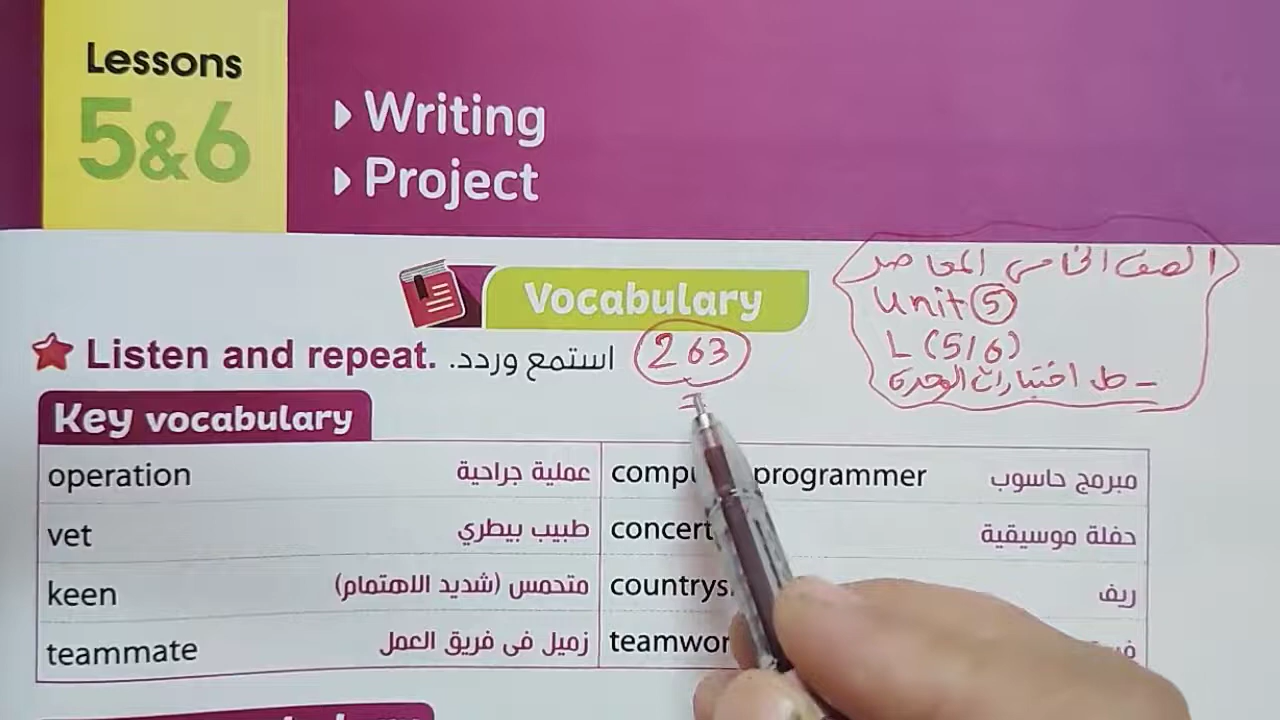 Lessons
5&6
Writing
Project
Vocabulary
Listen and repeat. استمع وردد. 263
الصف الخامس المعاصر
Unit 5
L (5/6)
- حل اختبارات الوحدة
Key vocabulary
operation عملية جراحية programmer مبرمج حاسوب
vet طبيب بيطري concert حفلة موسيقية
keen متحمس (شديد الاهتمام) ريف
teammate زميل فى فريق العمل